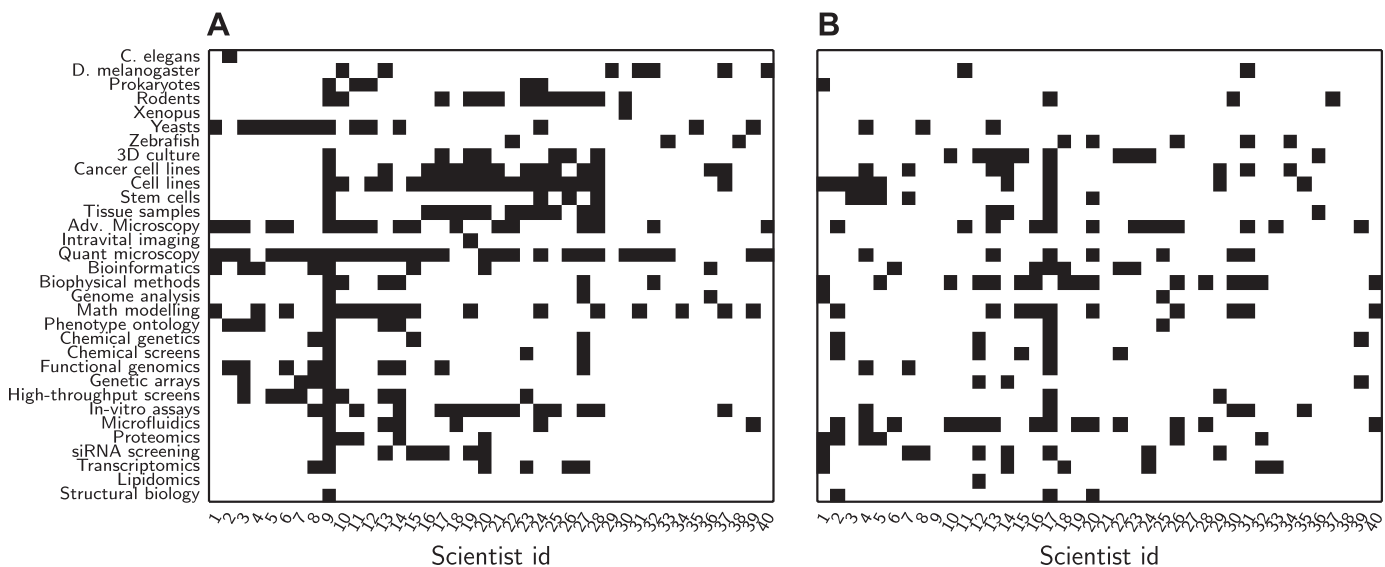 A B
C. elegans
D. melanogaster
Prokaryotes
Rodents
Xenopus
Yeasts
Zebrafish
3D culture
Cancer cell lines
Cell lines
Stem cells
Tissue samples
Adv. Microscopy
Intravital imaging
Quant microscopy
Bioinformatics
Biophysical methods
Genome analysis
Math modelling
Phenotype ontology
Chemical genetics
Chemical screens
Functional genomics
Genetic arrays
High-throughput screens
In-vitro assays
Microfluidics
Proteomics
siRNA screening
Transcriptomics
Lipidomics
Structural biology
1 2 3 4 5 6 7 8 9 10 11 12 13 14 15 16 17 18 19 20 21 22 23 24 25 26 27 28 29 30 31 32 33 34 35 36 37 38 39 40 1 2 3 4 5 6 7 8 9 10 11 12 13 14 15 16 17 18 19 20 21 22 23 24 25 26 27 28 29 30 31 32 33 34 35 36 37 38 39 40
Scientist id Scientist id